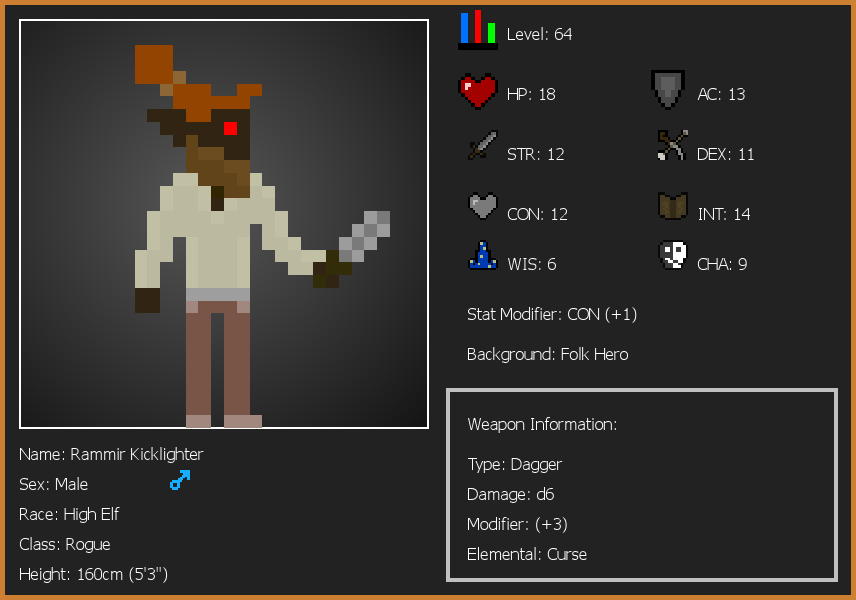 Level: 64
HP: 18
AC: 13
STR: 12
DEX: 11
CON: 12
INT: 14
WIS: 6
CHA: 9
Stat Modifier: CON (+1)
Background: Folk Hero
Weapon Information:
Type: Dagger
Damage: d6
Modifier: (+3)
Elemental: Curse
Name: Rammir Kicklighter
Sex: Male
Race: High Elf
Class: Rogue
Height: 160cm (5'3")